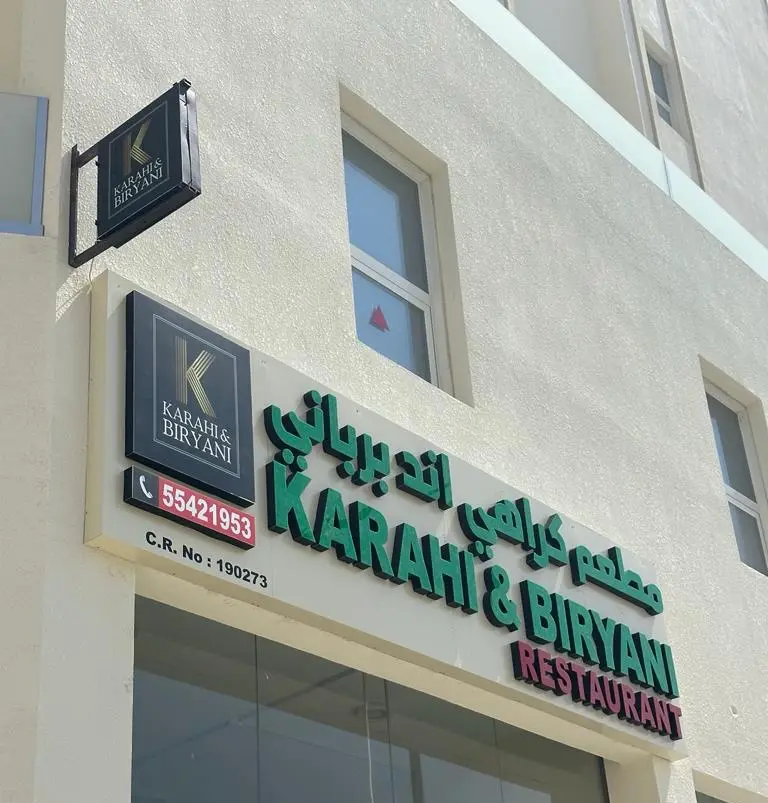 K
KARAHI &
BIRYANI
K
KARAHI &
BIRYANI
55421953
C.R. No : 190273
مطعم كراهي اند برياني
KARAHI & BIRYANI
RESTAURANT